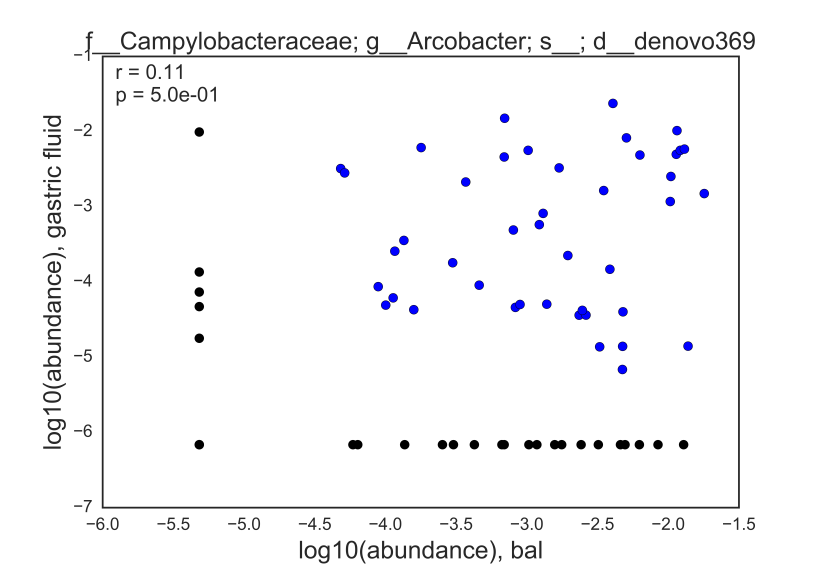 f__Campylobacteraceae; g__Arcobacter; s__; d__denovo369
r = 0.11
p = 5.0e-01
−1
−2
−3
−4
−5
−6
−7
log10(abundance), gastric fluid
−6.0 −5.5 −5.0 −4.5 −4.0 −3.5 −3.0 −2.5 −2.0 −1.5
log10(abundance), bal